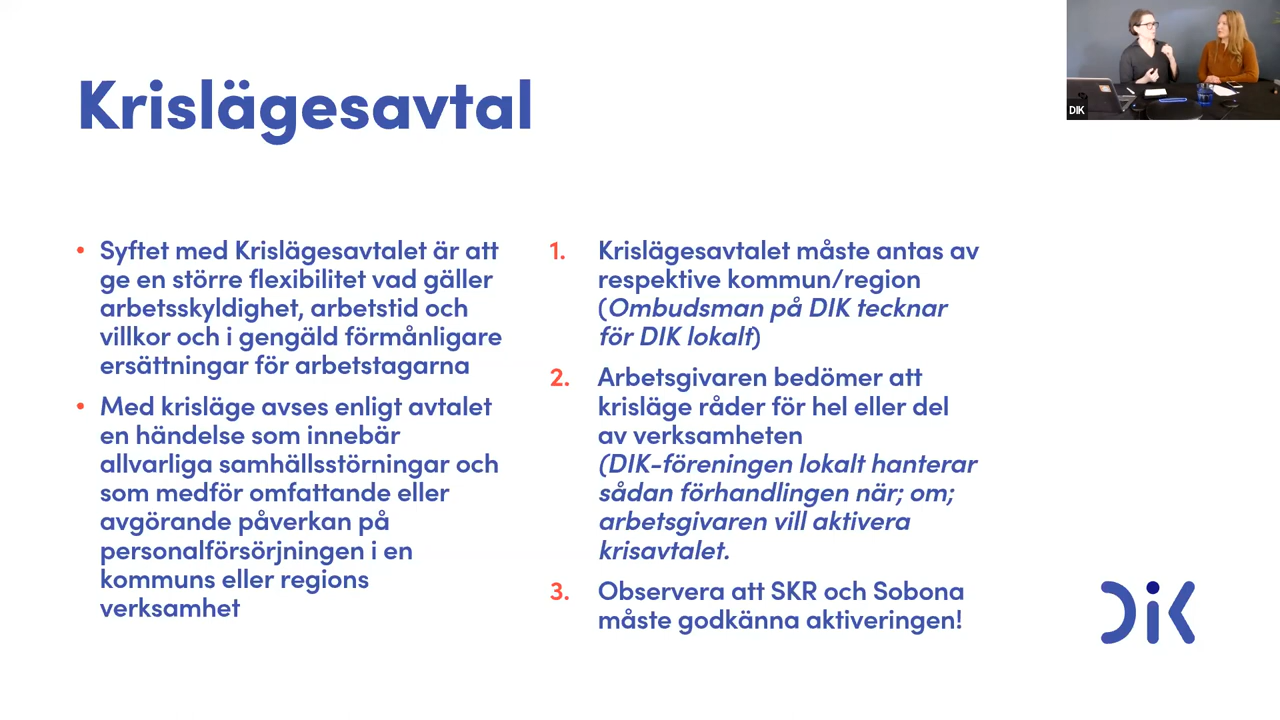 Krislägesavtal
• Syftet med Krislägesavtalet är att
ge en större flexibilitet vad gäller
arbetsskyldighet, arbetstid och
villkor och i gengäld förmånligare
ersättningar för arbetstagarna
• Med krisläge avses enligt avtalet
en händelse som innebär
allvarliga samhällsstörningar och
som medför omfattande eller
avgörande påverkan på
personalförsörjningen i en
kommuns eller regions
verksamhet
1. Krislägesavtalet måste antas av
respektive kommun/region
(Ombudsman på DIK tecknar
för DIK lokalt)
2. Arbetsgivaren bedömer att
krisläge råder för hel eller del
av verksamheten
(DIK-föreningen lokalt hanterar
sådan förhandlingen när; om;
arbetsgivaren vill aktivera
krisavtalet.
3. Observera att SKR och Sobona
måste godkänna aktiveringen!
DIK
DiK